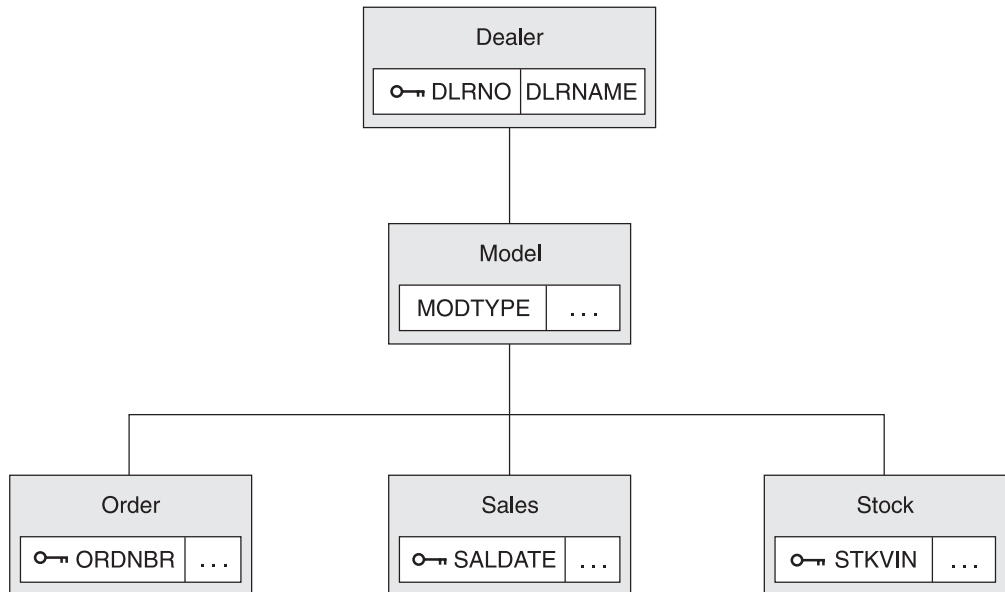 Dealer
DLRNO DLRNAME
Model
MODTYPE . . .
Order Sales Stock
ORDNBR . . . SALDATE . . . STKVIN . . .